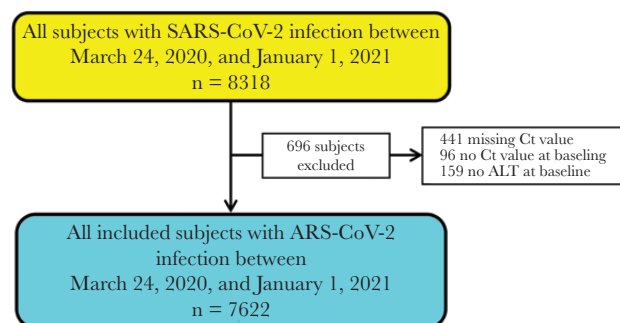 All subjects with SARS-CoV-2 infection between
March 24, 2020, and January 1, 2021
n = 8318
696 subjects
excluded
441 missing Ct value
96 no Ct value at baseling
159 no ALT at baseline
All included subjects with ARS-CoV-2
infection between
March 24, 2020, and January 1, 2021
n = 7622